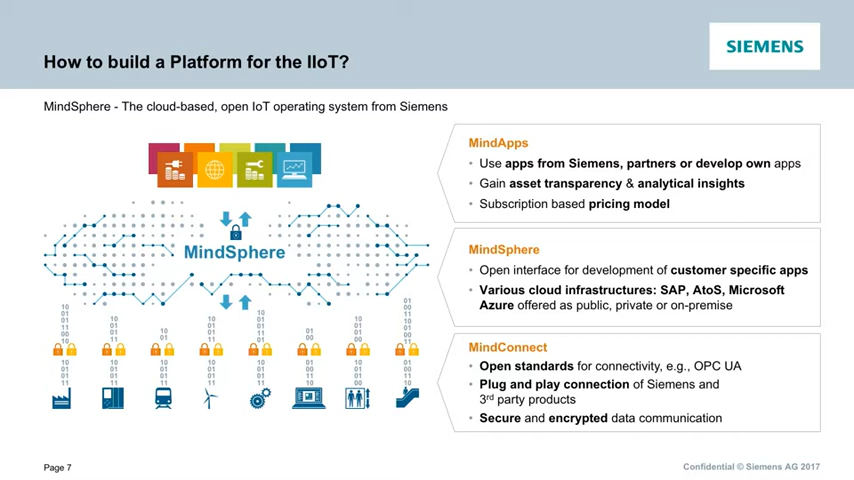 How to build a Platform for the IIoT?
SIEMENS
MindSphere - The cloud-based, open IoT operating system from Siemens
MindApps
• Use apps from Siemens, partners or develop own apps
• Gain asset transparency & analytical insights
• Subscription based pricing model
MindSphere
MindSphere
• Open interface for development of customer specific apps
• Various cloud infrastructures: SAP, AtoS, Microsoft
Azure offered as public, private or on-premise
MindConnect
• Open standards for connectivity, e.g., OPC UA
• Plug and play connection of Siemens and
3rd party products
• Secure and encrypted data communication
Page 7
Confidential © Siemens AG 2017